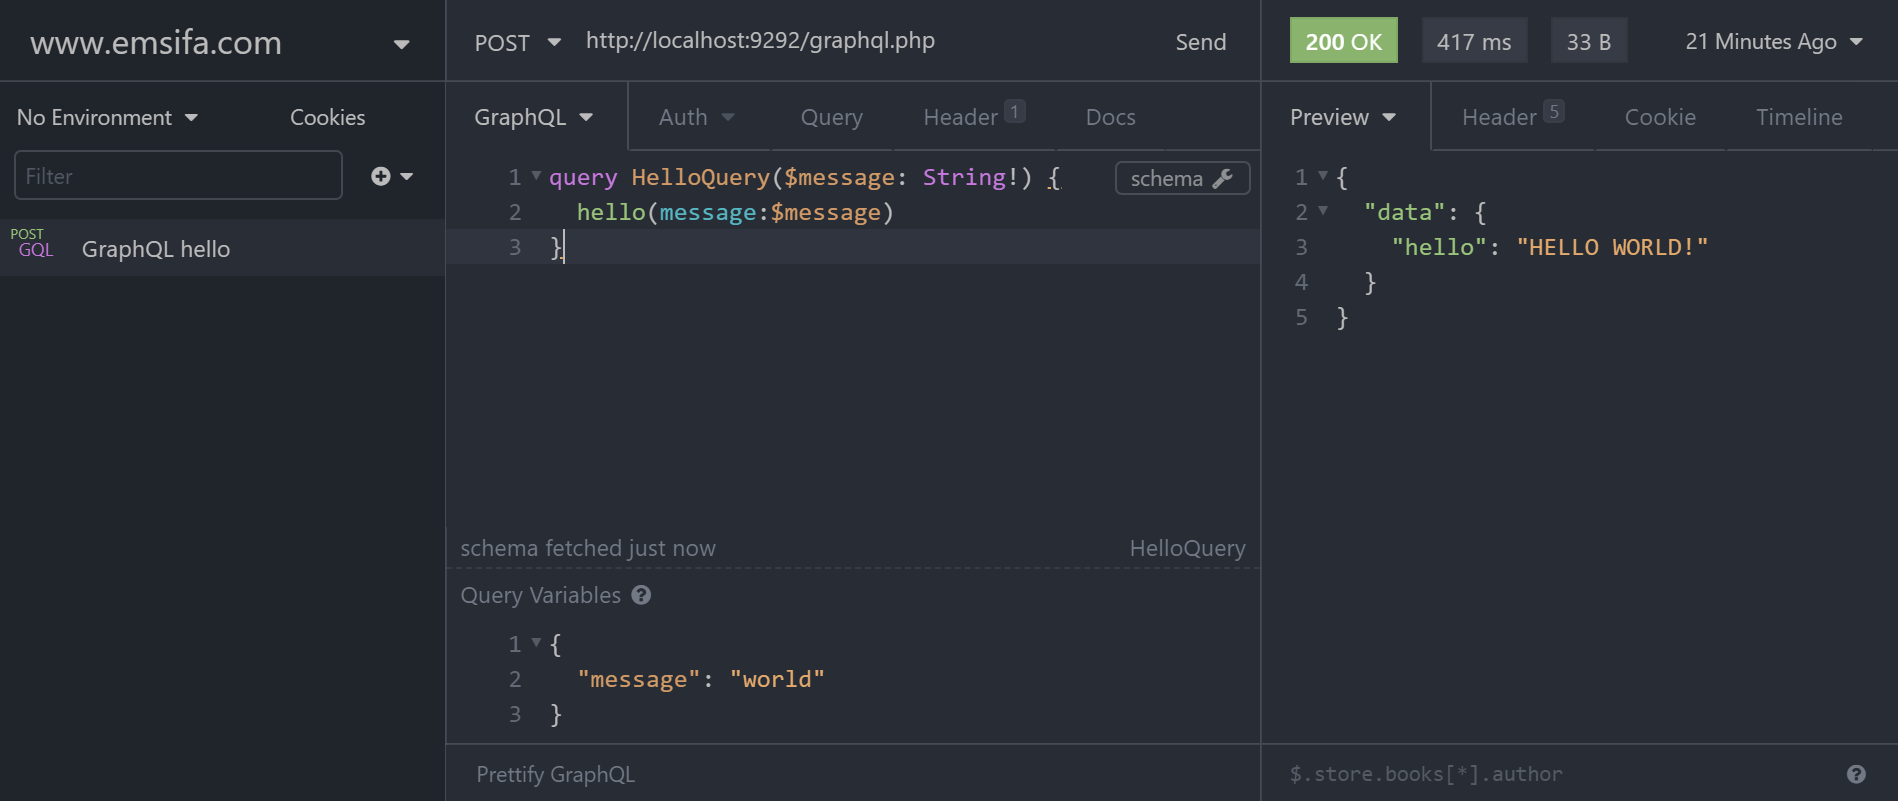 www.emsifa.com
No Environment
Cookies
Filter
POST
GQL
GraphQL hello
POST
http://localhost:9292/graphql.php
Send
GraphQL
Auth
Query
Header 1
Docs
1 query HelloQuery($message: String!) {
schema
2 hello(message:$message)
3 }
schema fetched just now
HelloQuery
Query Variables ?
1 {
2 "message": "world"
3 }
Prettify GraphQL
200 OK
417 ms
33 B
21 Minutes Ago
Preview
Header 5
Cookie
Timeline
1 {
2 "data": {
3 "hello": "HELLO WORLD!"
4 }
5 }
$.store.books[*].author
?